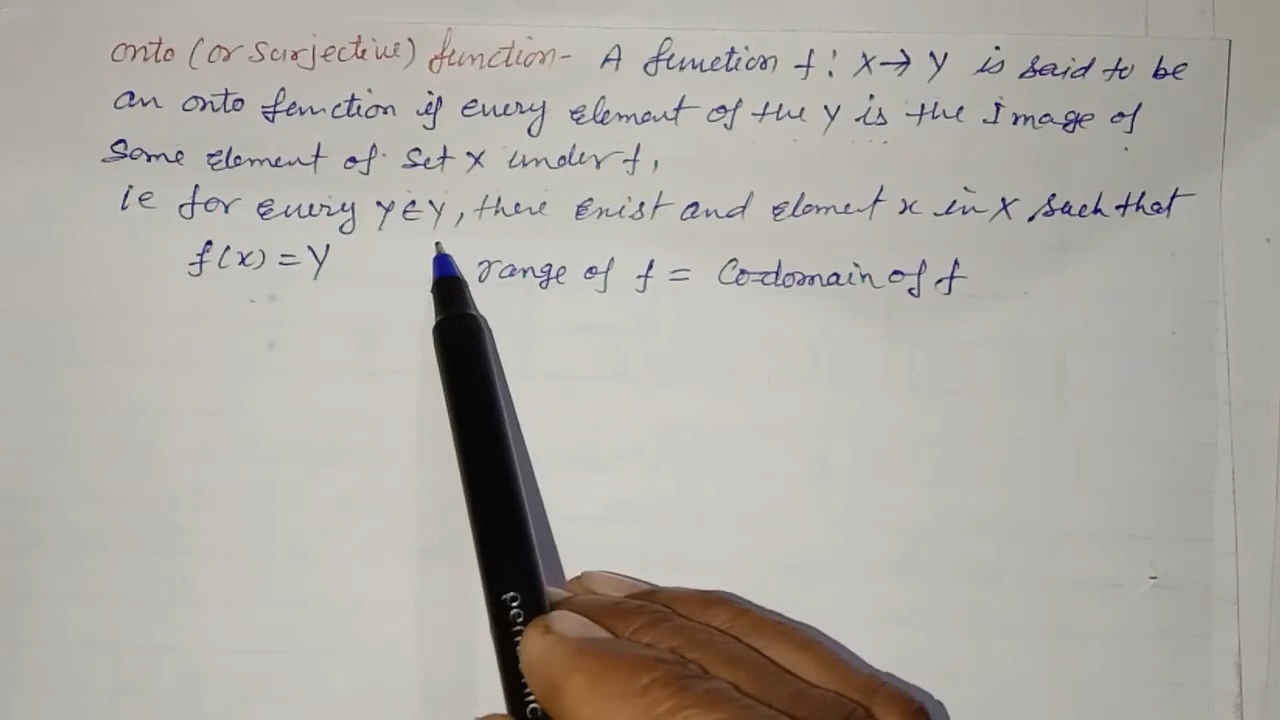 onto (or surjective) function - A function f : X → Y is said to be
an onto function if every element of the Y is the Image of
Some element of Set X under f,
ie for every y ∈ Y, there exist and element x in X such that
f(x) = Y range of f = Co-domain of f